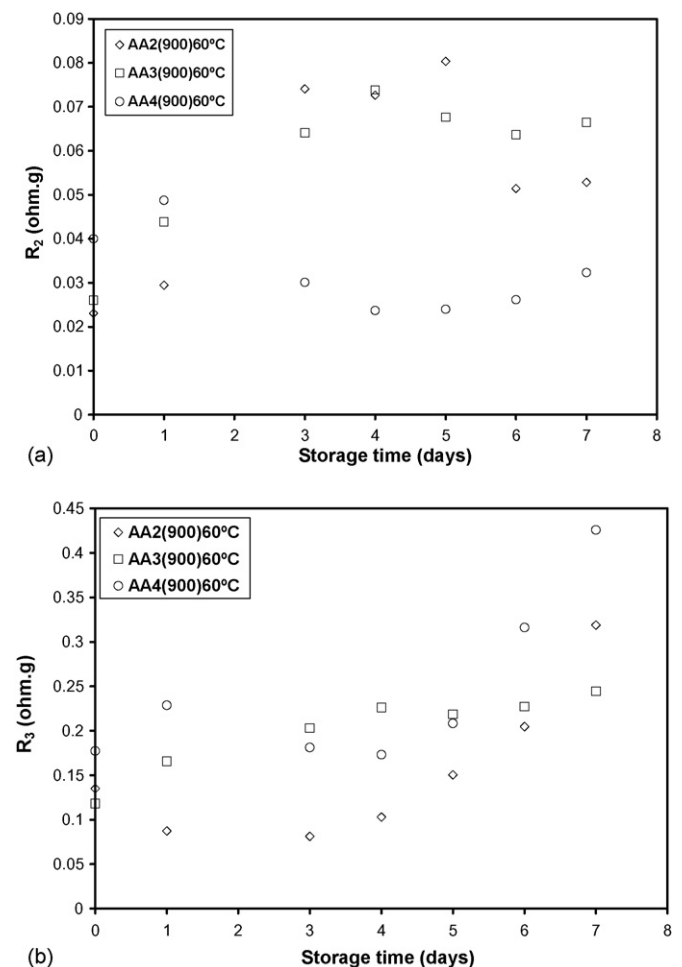 0.09
0.08
0.07
0.06
0.05
0.04
0.03
0.02
0.01
0
R2 (ohm.g)
AA2(900)60ºC
AA3(900)60ºC
AA4(900)60ºC
0 1 2 3 4 5 6 7 8
Storage time (days)
(a)
0.45
0.4
0.35
0.3
0.25
0.2
0.15
0.1
0.05
0
R3 (ohm.g)
AA2(900)60ºC
AA3(900)60ºC
AA4(900)60ºC
0 1 2 3 4 5 6 7 8
Storage time (days)
(b)